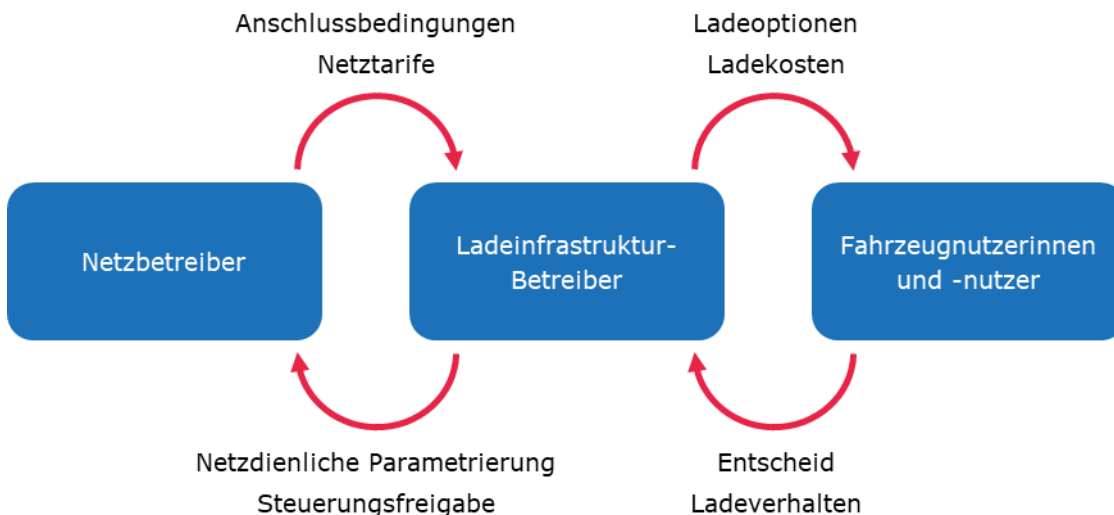 Anschlussbedingungen
Netztarife
Ladeoptionen
Ladekosten
Netzbetreiber
Ladeinfrastruktur-
Betreiber
Fahrzeugnutzerinnen
und -nutzer
Netzdienliche Parametrierung
Steuerungsfreigabe
Entscheid
Ladeverhalten